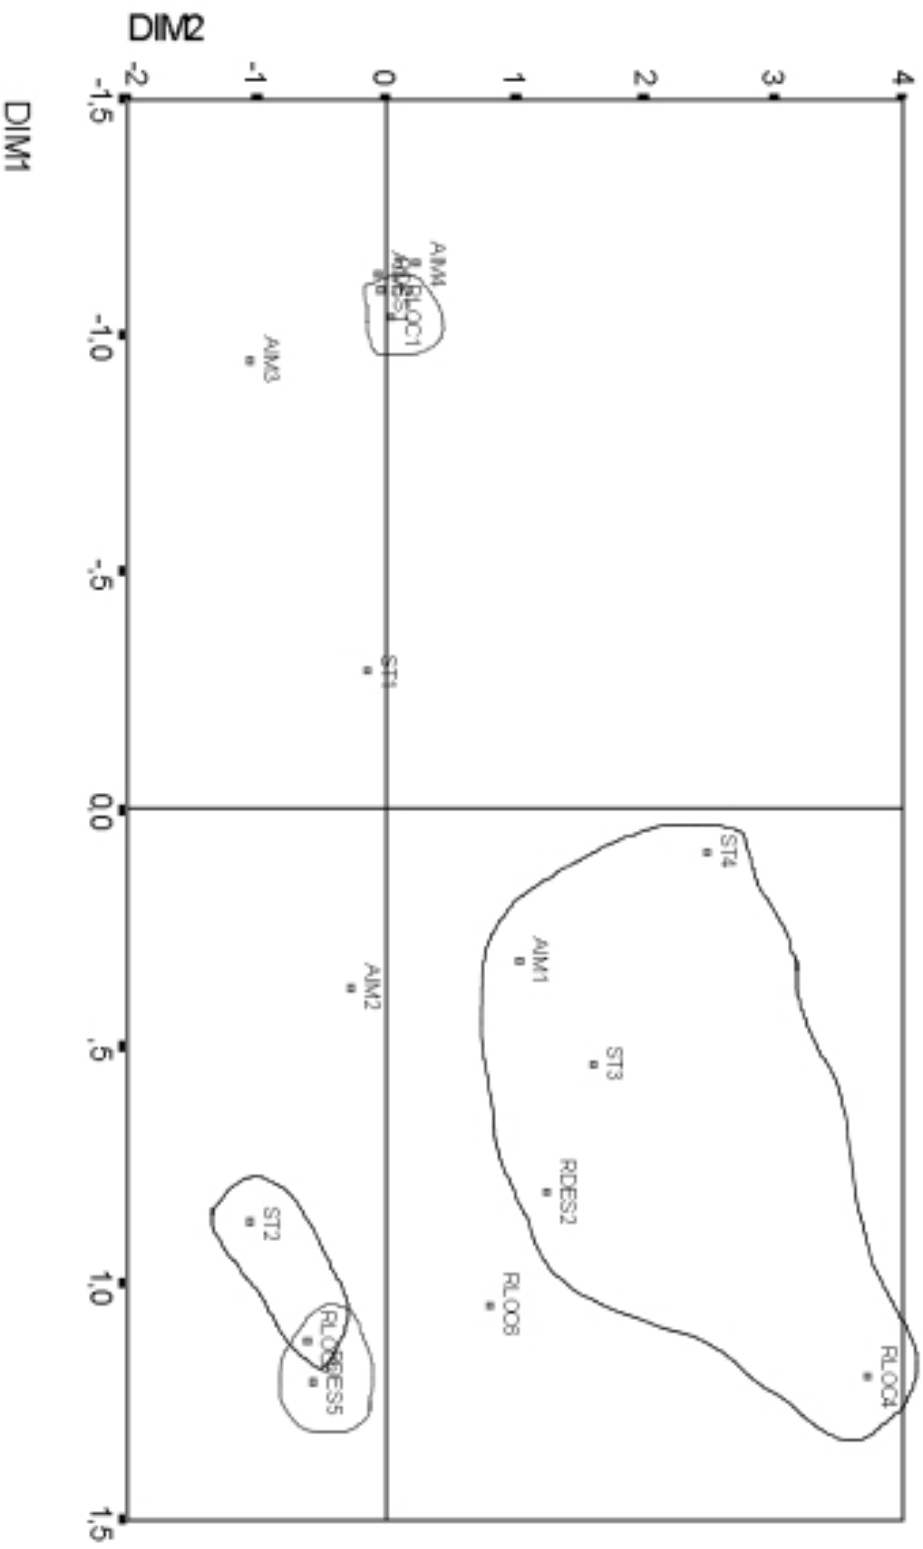 DIM2
4
3
2
1
0
-1
-2
-1,5
-1,0
-,5
0,0
,5
1,0
1,5
DIM1
AIM4
RLOC1
AIM3
ST1
ST4
AIM1
AIM2
ST3
RDES2
ST2
RLOC6
RLOC4